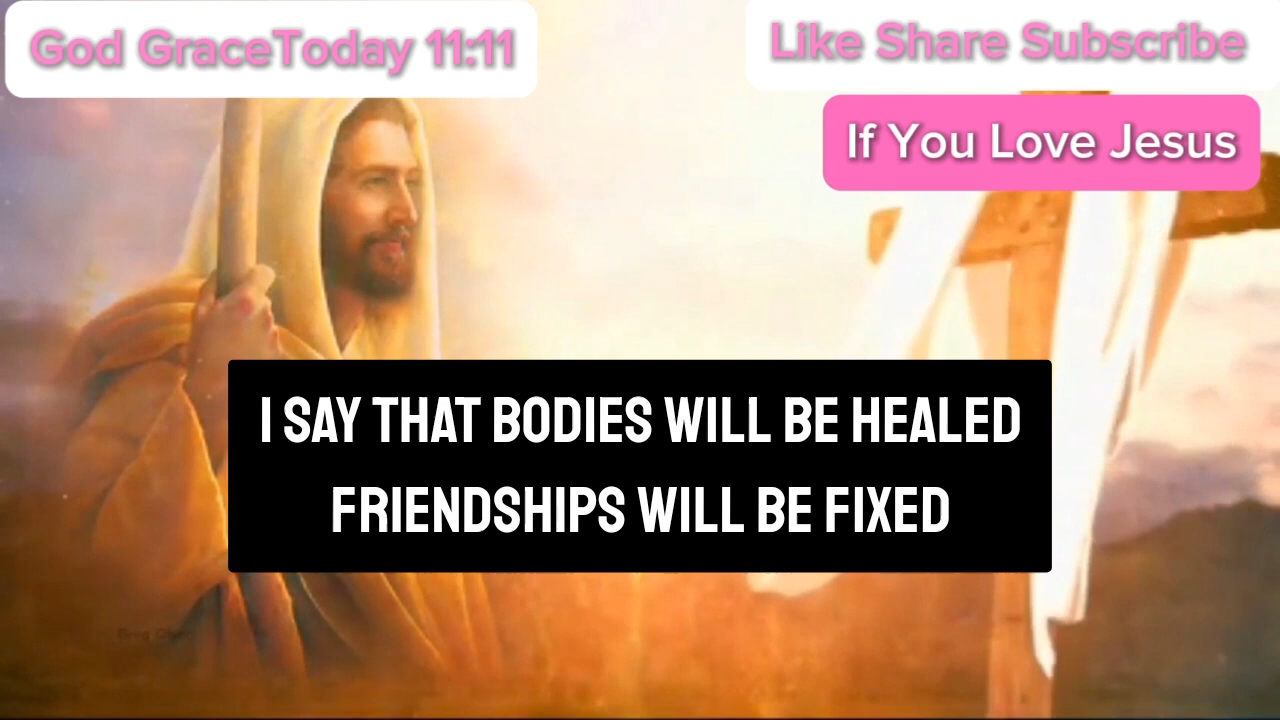 God GraceToday 11:11
Like Share Subscribe
If You Love Jesus
I SAY THAT BODIES WILL BE HEALED
FRIENDSHIPS WILL BE FIXED